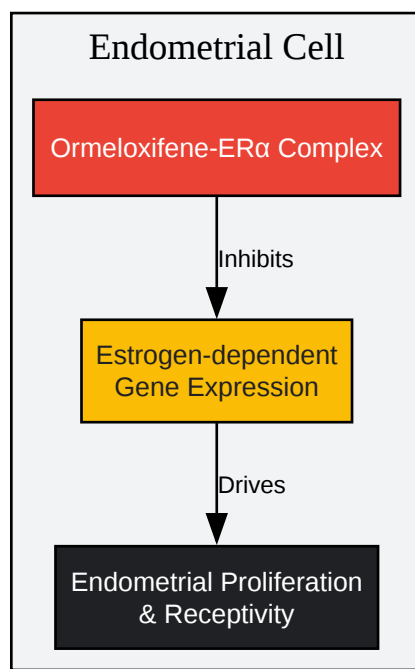 Endometrial Cell
Ormeloxifene-ERα Complex
Inhibits
Estrogen-dependent
Gene Expression
Drives
Endometrial Proliferation
& Receptivity